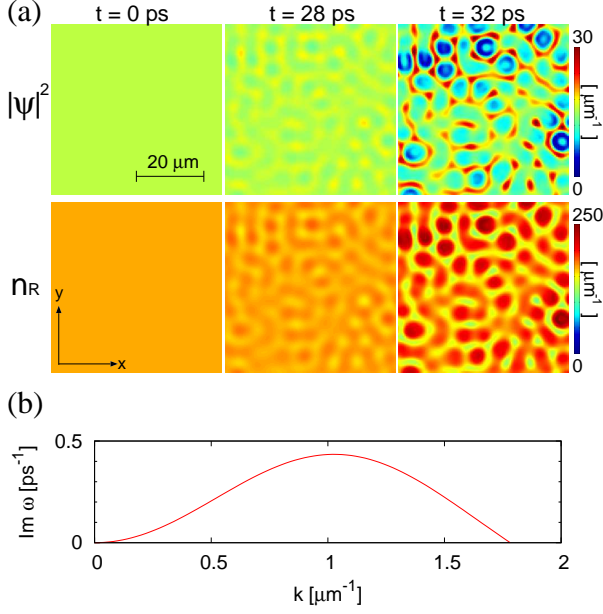 (a)
t = 0 ps t = 28 ps t = 32 ps
|ψ|²
20 μm
30
[ μm⁻¹ ]
0
nR
y
x
250
[ μm⁻¹ ]
0
(b)
Im ω [ps⁻¹]
0.5
0
0 0.5 1 1.5 2
k [μm⁻¹]